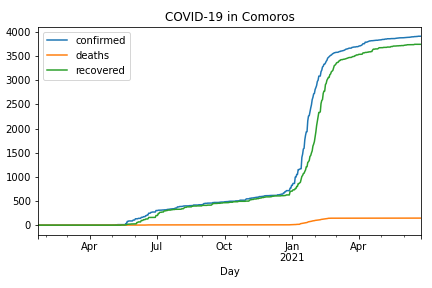 COVID-19 in Comoros
confirmed
deaths
recovered
4000
3500
3000
2500
2000
1500
1000
500
0
Apr
Jul
Oct
Jan
2021
Apr
Day